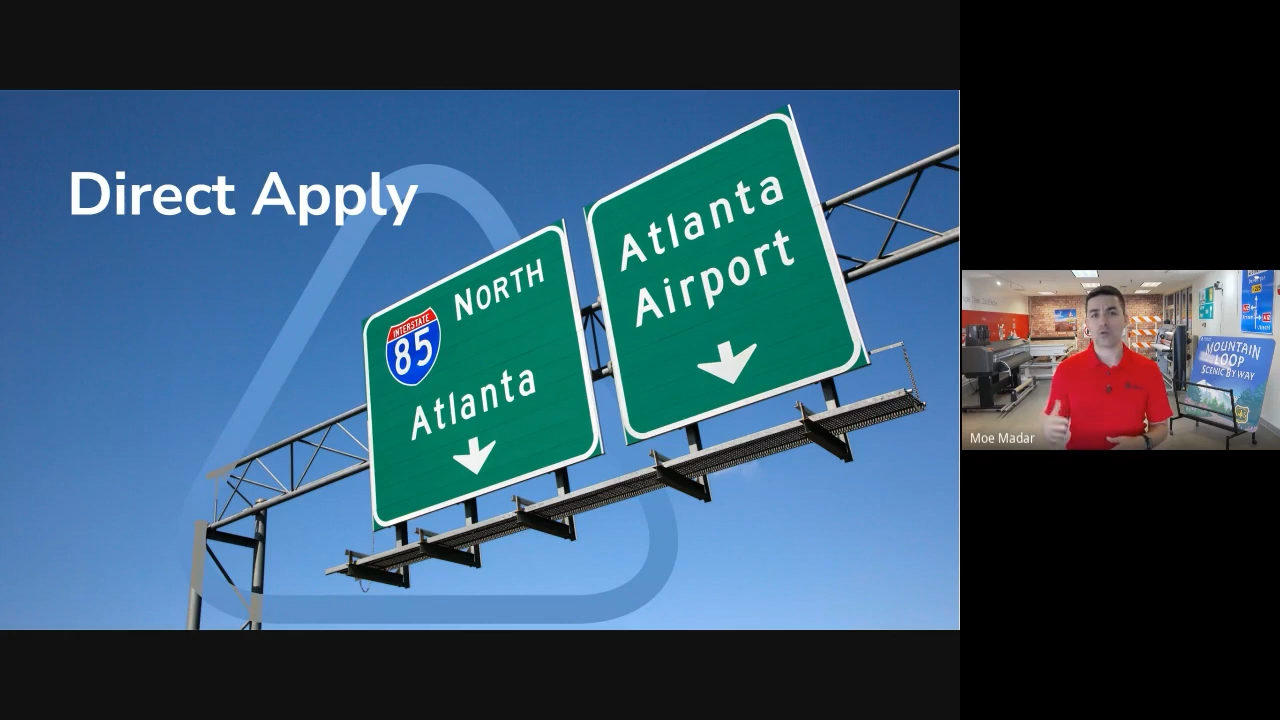 Direct Apply
INTERSTATE
85
NORTH
Atlanta
Atlanta
Airport
MOUNTAIN
LOOP
SCENIC BYWAY
Moe Madar